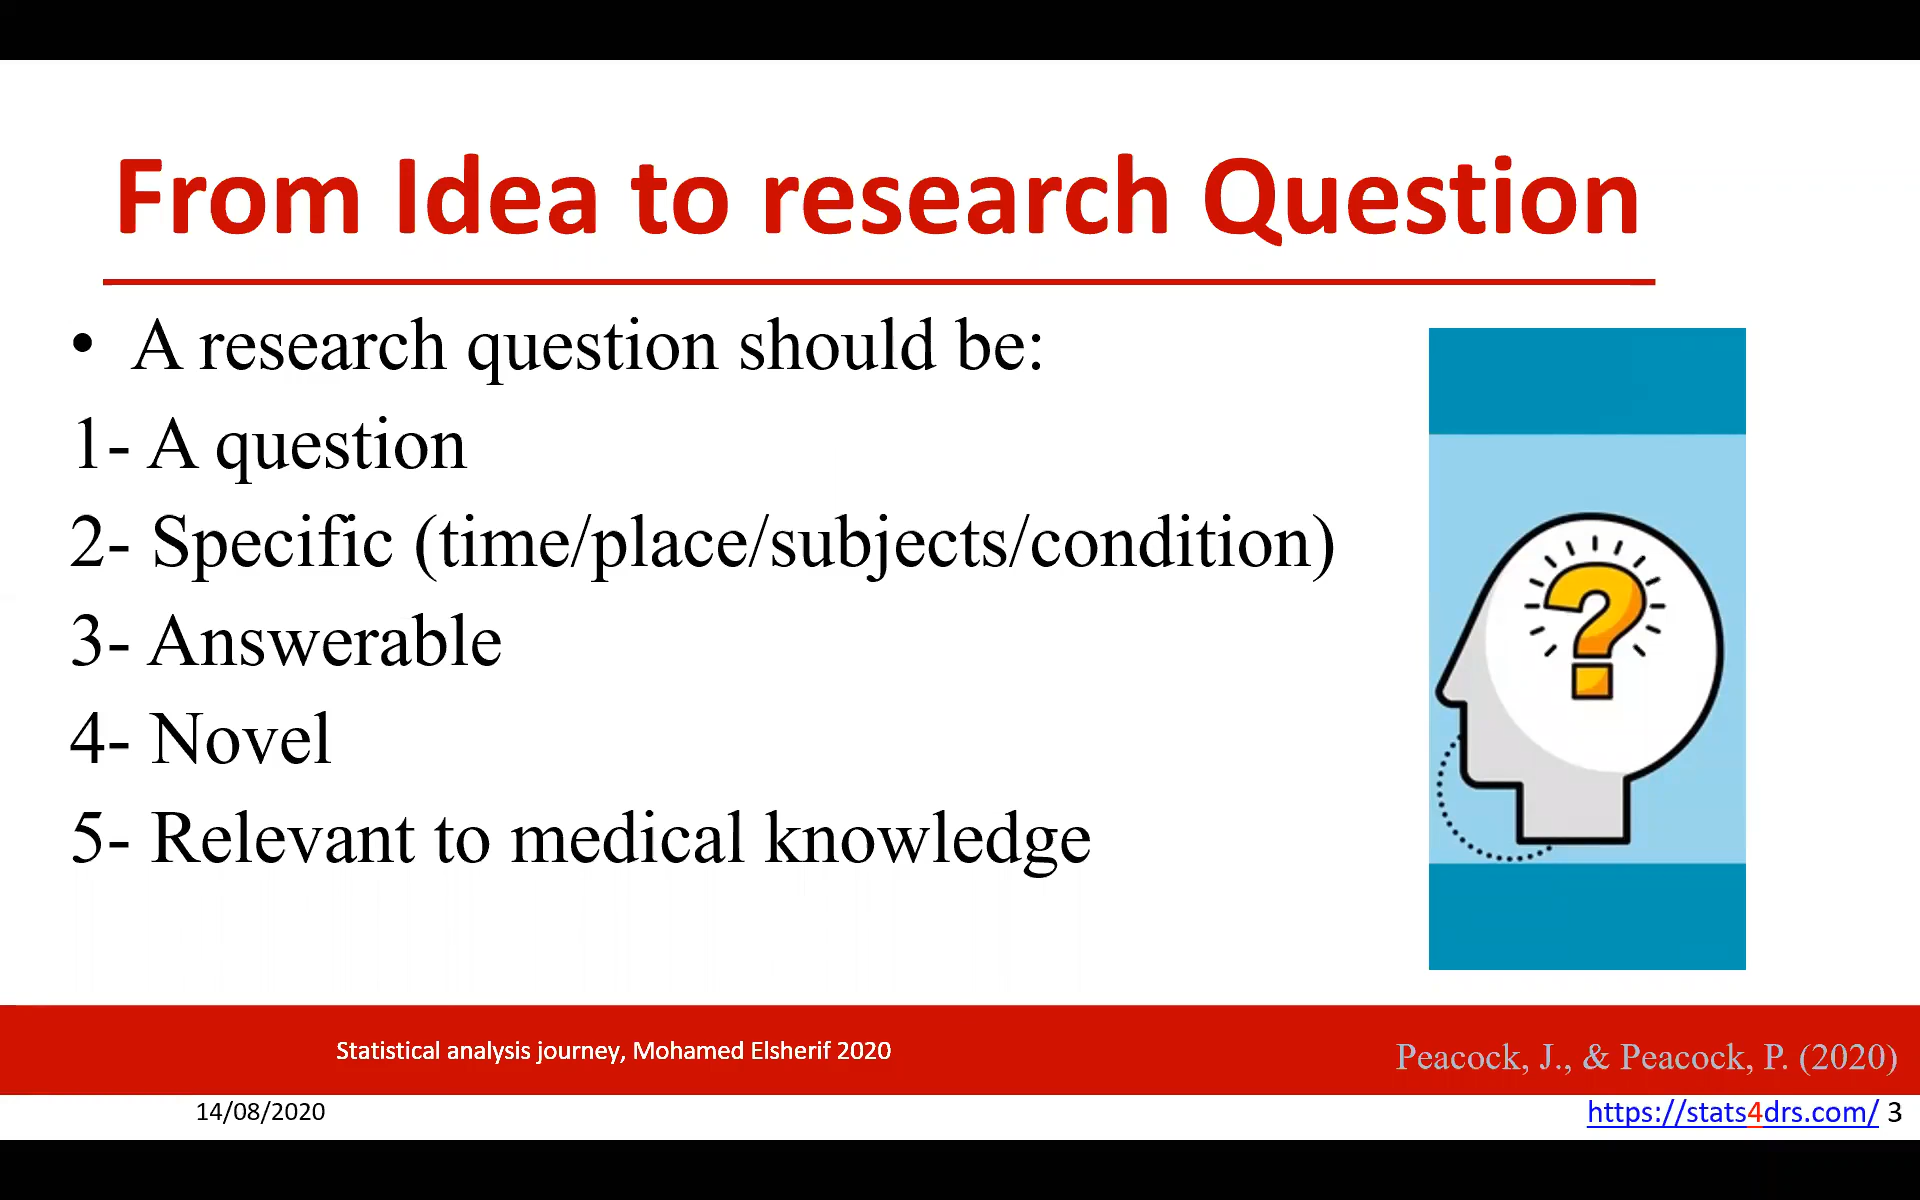 From Idea to research Question
• A research question should be:
1- A question
2- Specific (time/place/subjects/condition)
3- Answerable
4- Novel
5- Relevant to medical knowledge
?
Statistical analysis journey, Mohamed Elsherif 2020
Peacock, J., & Peacock, P. (2020)
14/08/2020
https://stats4drs.com/ 3